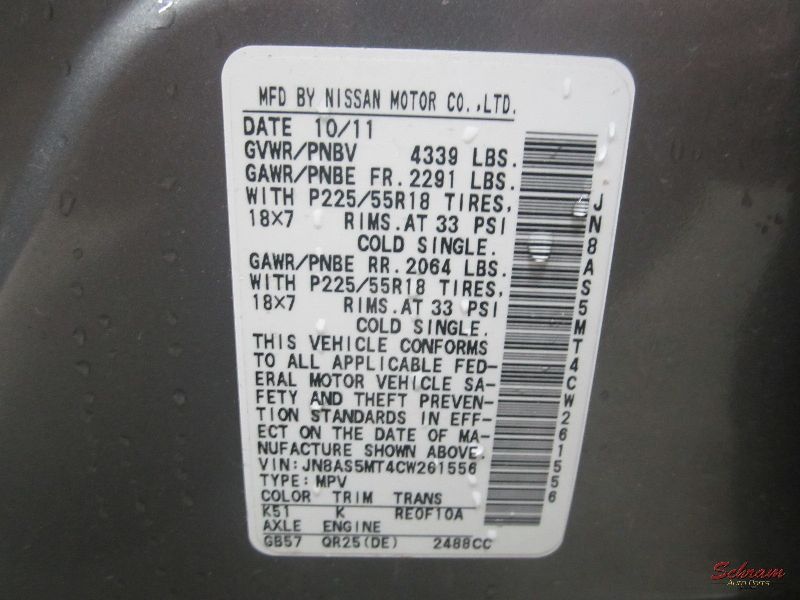 MFD BY NISSAN MOTOR CO.,LTD.
DATE 10/11
GVWR/PNBV 4339 LBS.
GAWR/PNBE FR.2291 LBS.
WITH P225/55R18 TIRES,
18X7 RIMS.AT 33 PSI
COLD SINGLE.
GAWR/PNBE RR.2064 LBS.
WITH P225/55R18 TIRES,
18X7 RIMS.AT 33 PSI
COLD SINGLE.
THIS VEHICLE CONFORMS
TO ALL APPLICABLE FED-
ERAL MOTOR VEHICLE SA-
FETY AND THEFT PREVEN-
TION STANDARDS IN EFF-
ECT ON THE DATE OF MA-
NUFACTURE SHOWN ABOVE.
VIN:JN8AS5MT4CW261556
TYPE:MPV
COLOR TRIM TRANS
K51 K RE0F10A
AXLE ENGINE
GB57 QR25(DE) 2488CC
JN8AS5MT4CW261556
Schram
Auto Parts